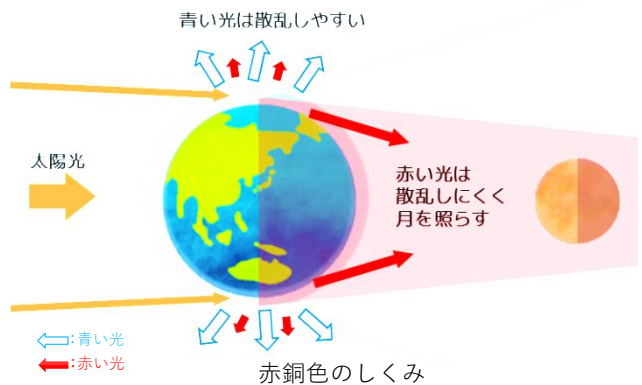 青い光は散乱しやすい
太陽光
赤い光は
散乱しにくく
月を照らす
:青い光
:赤い光
赤銅色のしくみ